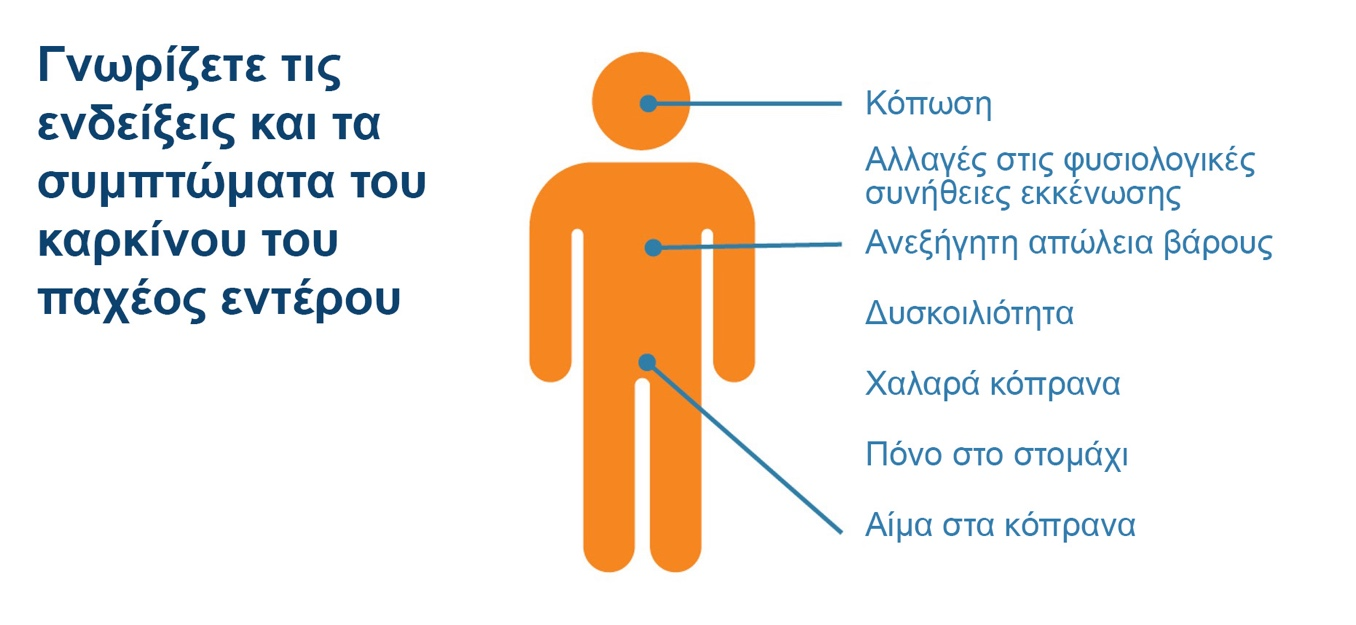 Γνωρίζετε τις
ενδείξεις και τα
συμπτώματα του
καρκίνου του
παχέος εντέρου
Κόπωση
Αλλαγές στις φυσιολογικές
συνήθειες εκκένωσης
Ανεξήγητη απώλεια βάρους
Δυσκοιλιότητα
Χαλαρά κόπρανα
Πόνο στο στομάχι
Αίμα στα κόπρανα